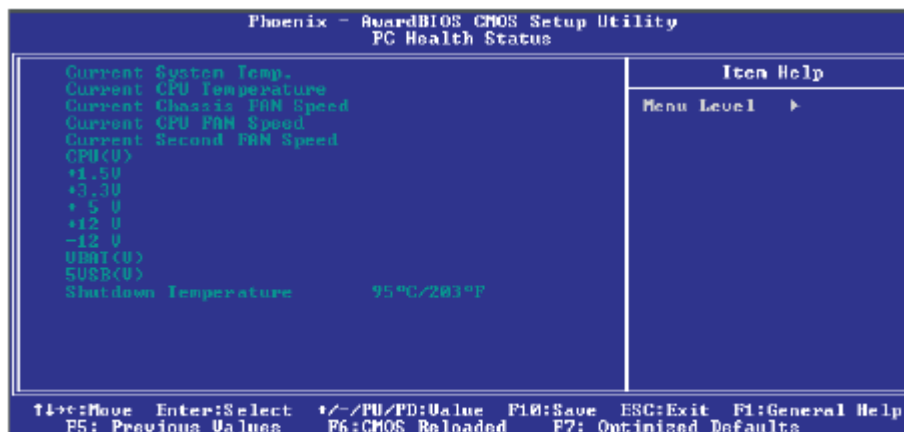 Phoenix - AwardBIOS CMOS Setup Utility
PC Health Status
Current System Temp.
Current CPU Temperature
Current Chassis FAN Speed
Current CPU FAN Speed
Current Second FAN Speed
CPU(V)
+1.5V
+3.3V
+ 5 V
+12 V
-12 V
VBAT(V)
5VSB(V)
Shutdown Temperature 95°C/203°F
Item Help
Menu Level ▶
↑↓→←:Move Enter:Select +/-/PU/PD:Value F10:Save ESC:Exit F1:General Help
F5: Previous Values F6:CMOS Reloaded F7: Optimized Defaults